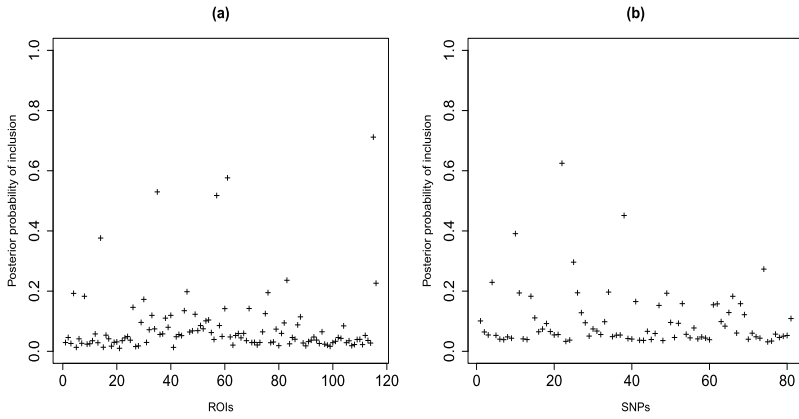 (a)
Posterior probability of inclusion
1.0
0.8
0.6
0.4
0.2
0.0
0 20 40 60 80 100 120
ROIs
(b)
Posterior probability of inclusion
1.0
0.8
0.6
0.4
0.2
0.0
0 20 40 60 80
SNPs